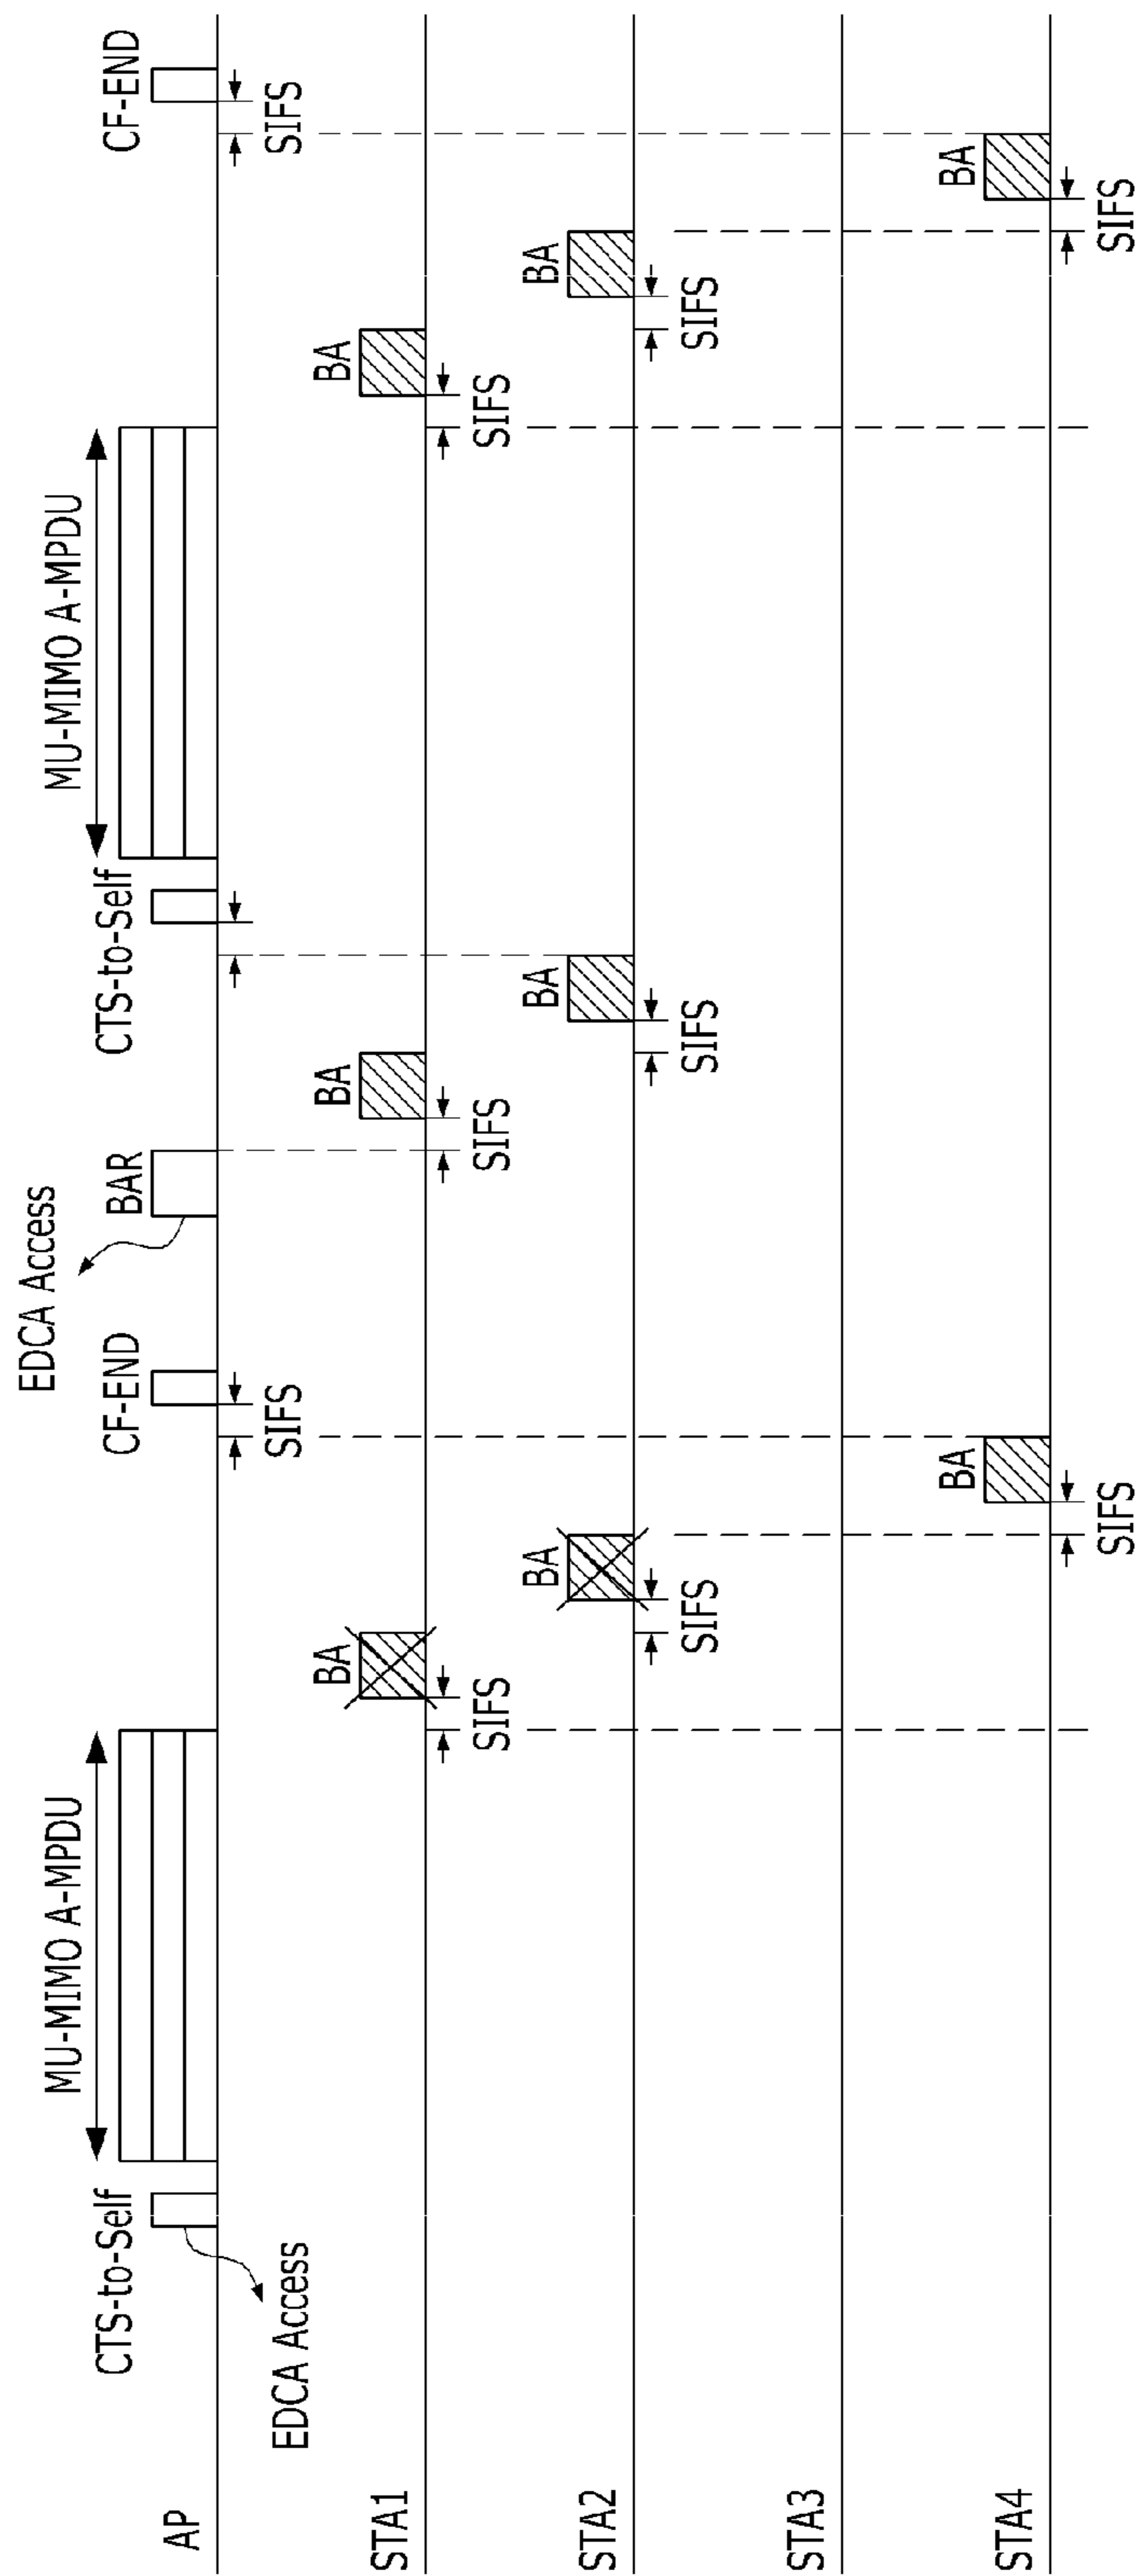 EDCA Access
MU-MIMO A-MPDU
MU-MIMO A-MPDU
CTS-to-Self
CF-END
BAR
CTS-to-Self
CF-END
AP
EDCA Access
SIFS
SIFS
BA
BA
BA
STA1
SIFS
SIFS
SIFS
BA
BA
BA
STA2
SIFS
SIFS
SIFS
STA3
BA
BA
STA4
SIFS
SIFS